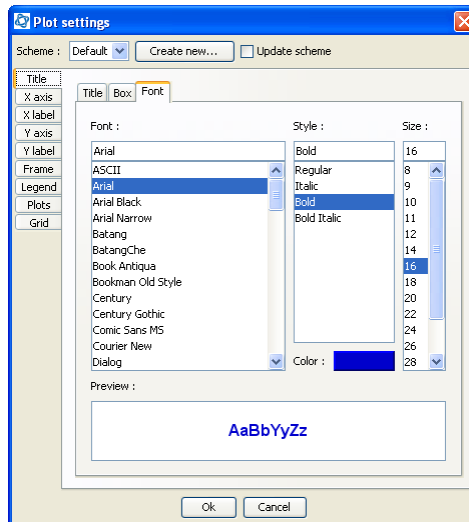 Plot settings
Scheme : Default Create new... Update scheme
Title
X axis
X label
Y axis
Y label
Frame
Legend
Plots
Grid
Title Box Font
Font :
Arial
ASCII
Arial
Arial Black
Arial Narrow
Batang
BatangChe
Book Antiqua
Bookman Old Style
Century
Century Gothic
Comic Sans MS
Courier New
Dialog
Style :
Bold
Regular
Italic
Bold
Bold Italic
Color :
Size :
16
8
9
10
11
12
14
16
18
20
22
24
26
28
Preview :
AaBbYyZz
Ok Cancel